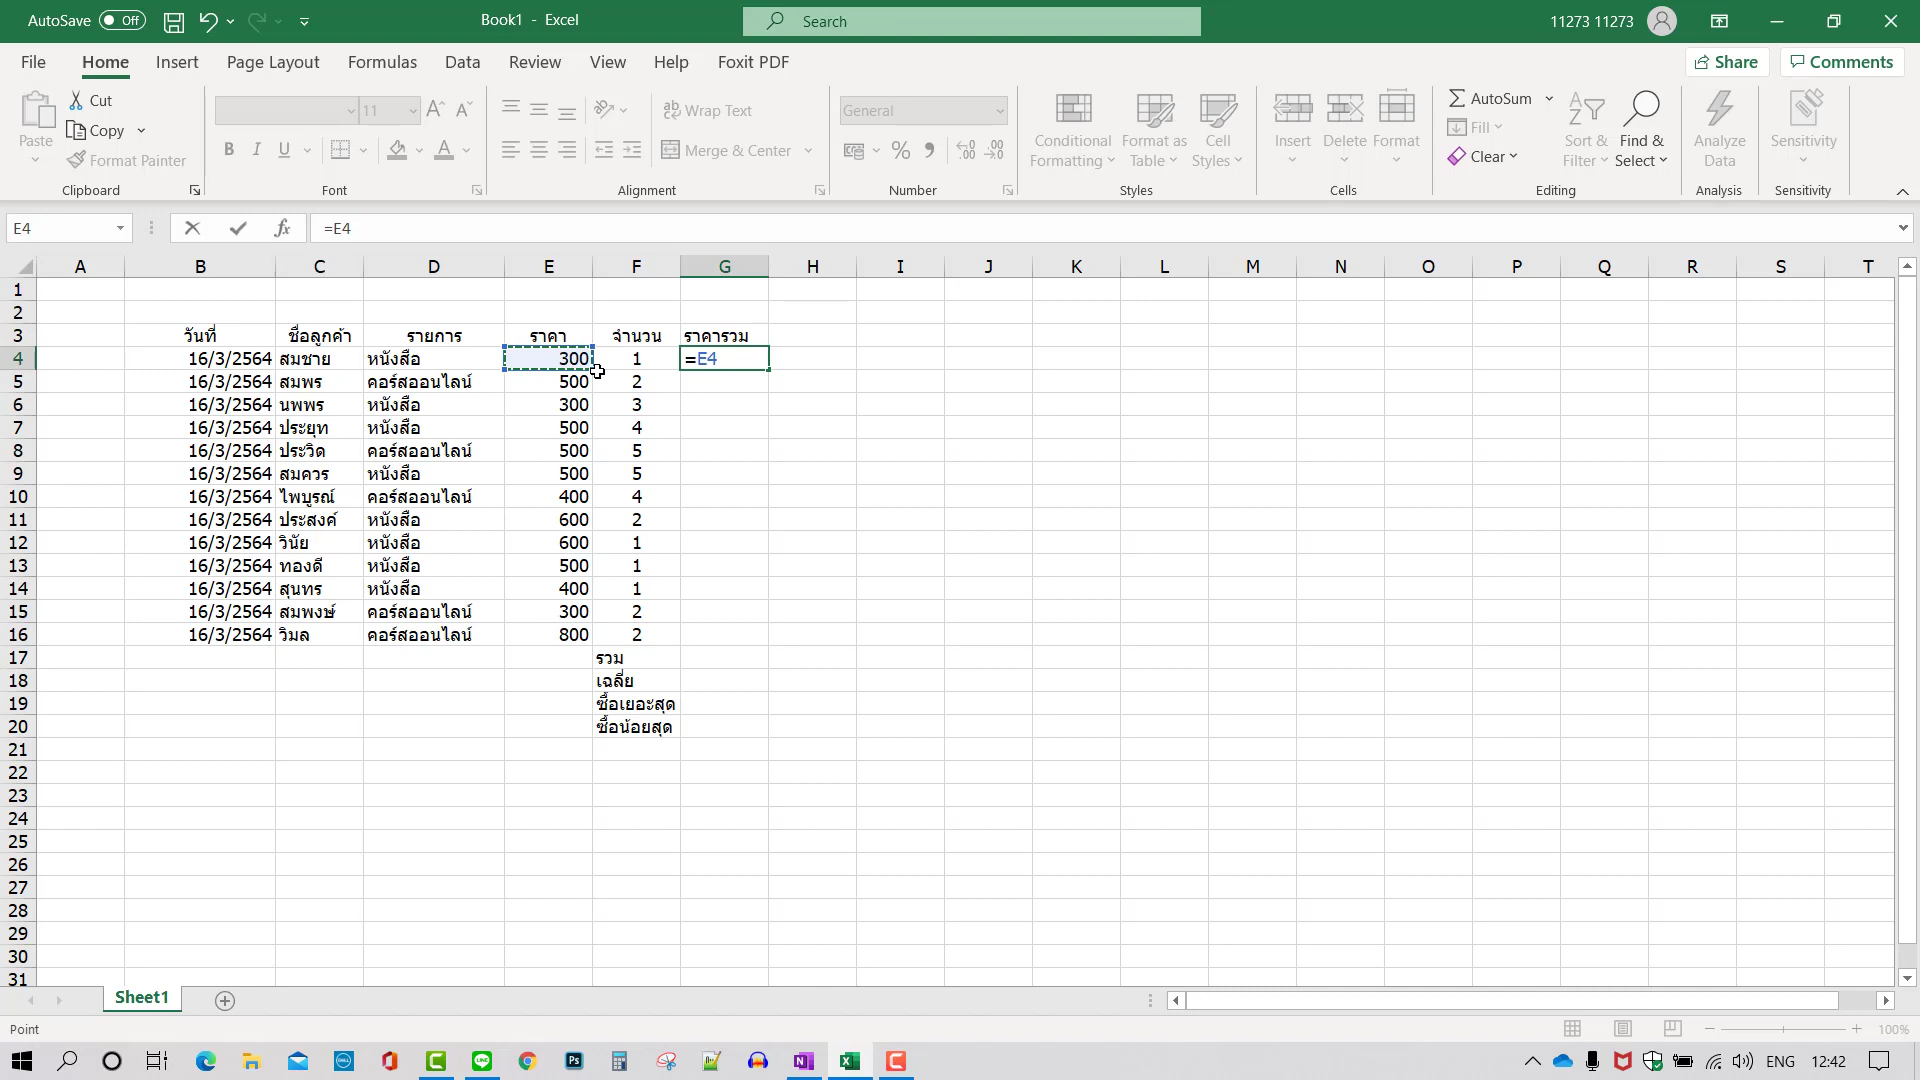 AutoSave Off Book1 - Excel Search 11273 11273
File Home Insert Page Layout Formulas Data Review View Help Foxit PDF Share Comments
Paste Cut Copy Format Painter Clipboard
11 B I U A Font
Wrap Text Merge & Center Alignment
General % Number
Conditional Formatting Format as Table Cell Styles Styles
Insert Delete Format Cells
AutoSum Fill Clear Sort & Filter Find & Select Editing
Analyze Data Analysis
Sensitivity Sensitivity
E4 fx =E4
A B C D E F G H I J K L M N O P Q R S T
1
2
3 วันที่ ชื่อลูกค้า รายการ ราคา จำนวน ราคารวม
4 16/3/2564 สมชาย หนังสือ 300 1 =E4
5 16/3/2564 สมพร คอร์สออนไลน์ 500 2
6 16/3/2564 นพพร หนังสือ 300 3
7 16/3/2564 ประยุท หนังสือ 500 4
8 16/3/2564 ประวิด คอร์สออนไลน์ 500 5
9 16/3/2564 สมควร หนังสือ 500 5
10 16/3/2564 ไพบูรณ์ คอร์สออนไลน์ 400 4
11 16/3/2564 ประสงค์ หนังสือ 600 2
12 16/3/2564 วินัย หนังสือ 600 1
13 16/3/2564 ทองดี หนังสือ 500 1
14 16/3/2564 สุนทร หนังสือ 400 1
15 16/3/2564 สมพงษ์ คอร์สออนไลน์ 300 2
16 16/3/2564 วิมล คอร์สออนไลน์ 800 2
17 รวม
18 เฉลี่ย
19 ซื้อเยอะสุด
20 ซื้อน้อยสุด
21
22
23
24
25
26
27
28
29
30
31
Sheet1
Point 100%
ENG 12:42